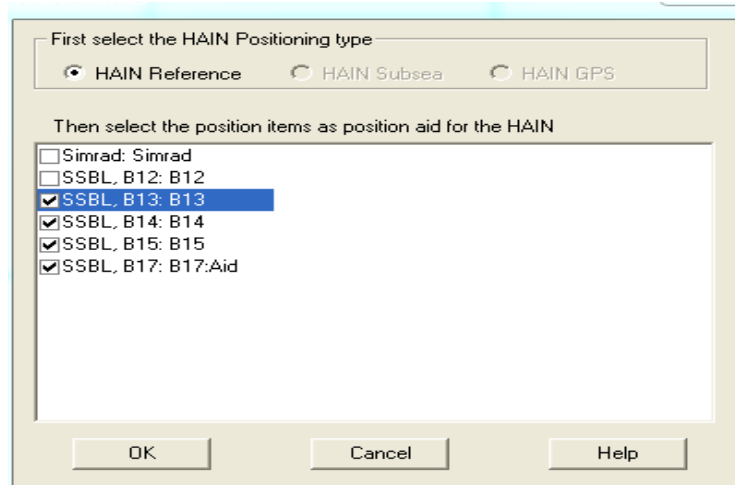 First select the HAIN Positioning type
HAIN Reference HAIN Subsea HAIN GPS
Then select the position items as position aid for the HAIN
Simrad: Simrad
SSBL, B12: B12
SSBL, B13: B13
SSBL, B14: B14
SSBL, B15: B15
SSBL, B17: B17:Aid
OK Cancel Help